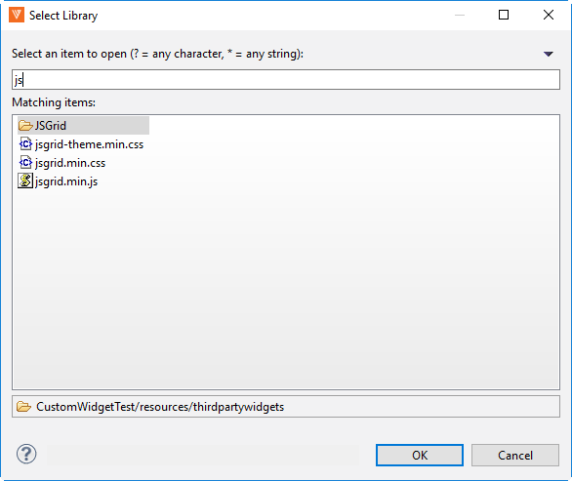 Select Library
Select an item to open (? = any character, * = any string):
js
Matching items:
JSGrid
jsgrid-theme.min.css
jsgrid.min.css
jsgrid.min.js
CustomWidgetTest/resources/thirdpartywidgets
OK Cancel